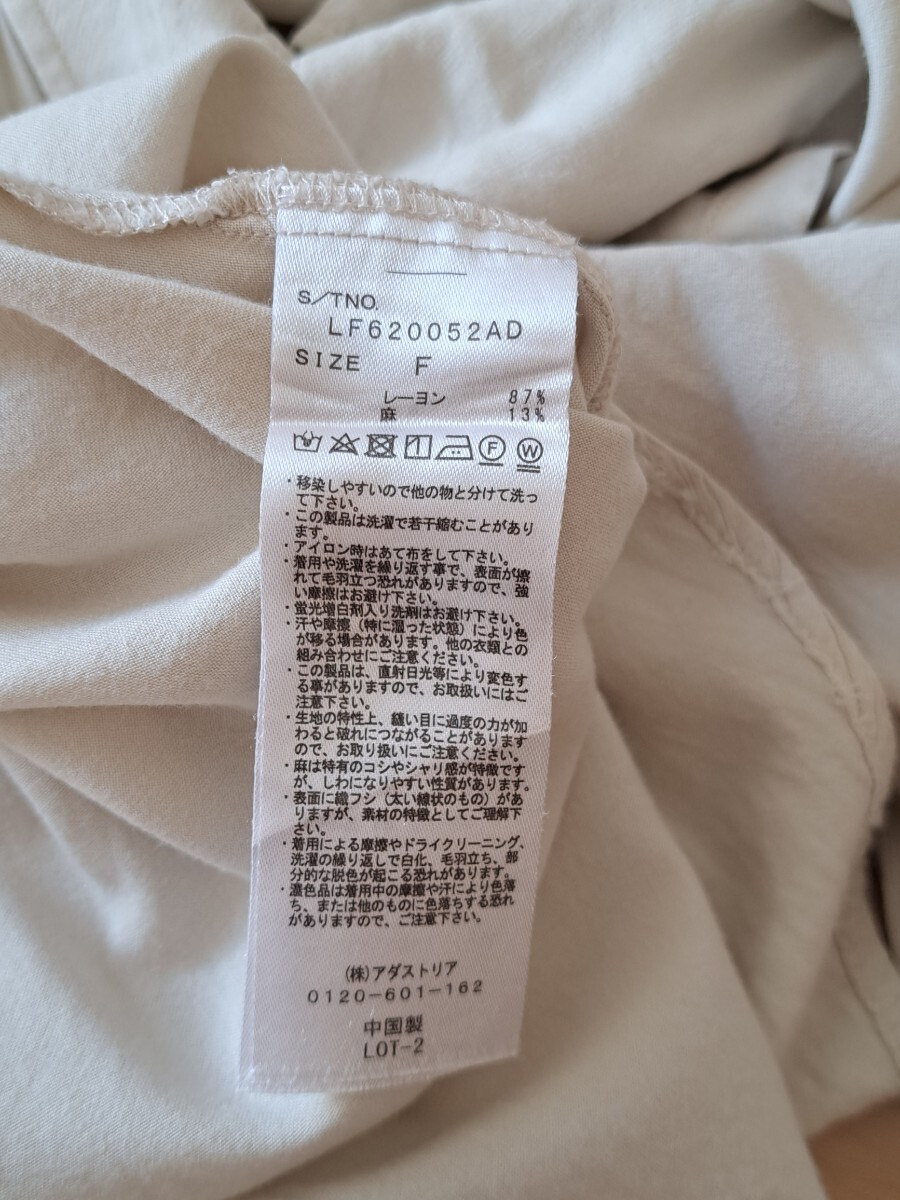 S/TNO.
LF620052AD
SIZE F
レーヨン 87%
麻 13%
F W
・移染しやすいので他の物と分けて洗っ
て下さい。
・この製品は洗濯で若干縮むことがあり
ます。
・アイロン時はあて布をして下さい。
・着用や洗濯を繰り返す事で、表面が擦
れて毛羽立つ恐れがありますので、強
い摩擦はお避け下さい。
・蛍光増白剤入り洗剤はお避け下さい。
・汗や摩擦（特に湿った状態）により色
が移る場合があります。他の衣類との
組み合わせにご注意ください。
・この製品は、直射日光等により変色す
る事がありますので、お取扱いにはご
注意下さい。
・生地の特性上、縫い目に過度の力が加
わると破れにつながることがあります
ので、お取り扱いにご注意ください。
・麻は特有のコシやシャリ感が特徴です
が、しわになりやすい性質があります。
・表面に織フシ（太い線状のもの）があ
りますが、素材の特徴としてご理解下
さい。
・着用による摩擦やドライクリーニング、
洗濯の繰り返しで白化、毛羽立ち、部
分的な脱色が起こる恐れがあります。
・濃色品は着用中の摩擦や汗により色落
ち、または他のものに色落ちする恐れ
がありますので、ご注意下さい。
(株)アダストリア
0120-601-162
中国製
LOT-2